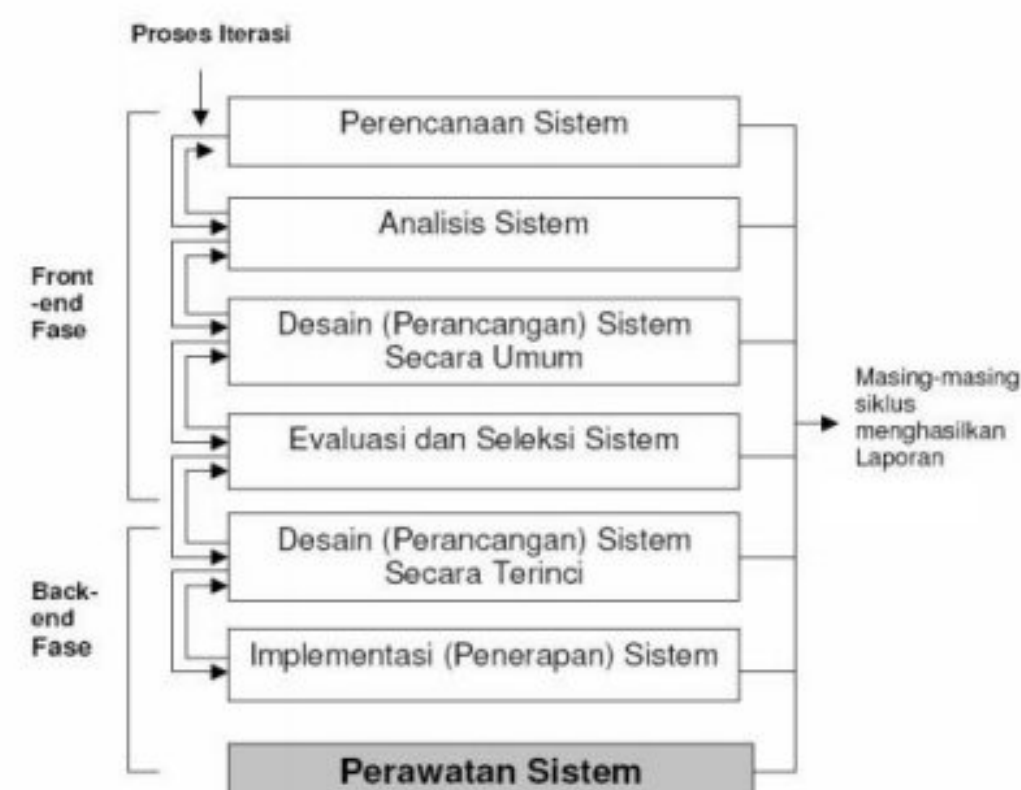 Proses Iterasi
Perencanaan Sistem
Analisis Sistem
Front
-end
Fase
Desain (Perancangan) Sistem
Secara Umum
Evaluasi dan Seleksi Sistem
Masing-masing
siklus
menghasilkan
Laporan
Desain (Perancangan) Sistem
Secara Terinci
Back-
end
Fase
Implementasi (Penerapan) Sistem
Perawatan Sistem